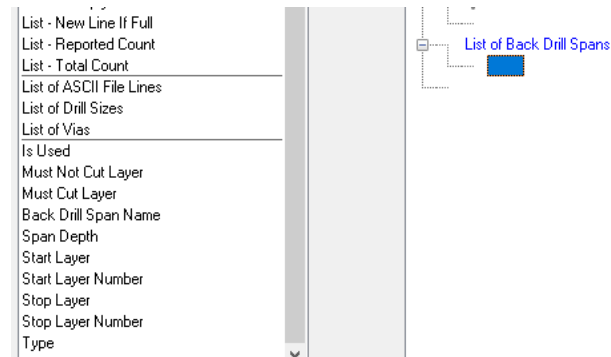 List - New Line If Full
List - Reported Count
List - Total Count
List of ASCII File Lines
List of Drill Sizes
List of Vias
Is Used
Must Not Cut Layer
Must Cut Layer
Back Drill Span Name
Span Depth
Start Layer
Start Layer Number
Stop Layer
Stop Layer Number
Type
List of Back Drill Spans